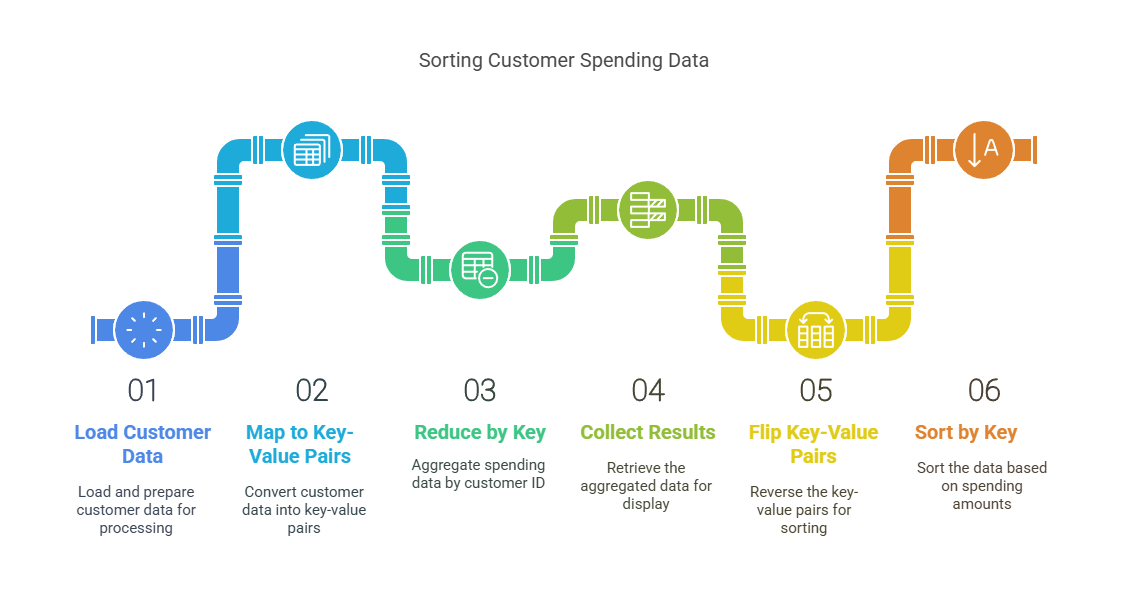 Sorting Customer Spending Data
A
01
Load Customer
Data
Load and prepare
customer data for
processing
02
Map to Key-
Value Pairs
Convert customer
data into key-value
pairs
03
Reduce by Key
Aggregate spending
data by customer ID
04
Collect Results
Retrieve the
aggregated data for
display
05
Flip Key-Value
Pairs
Reverse the key-
value pairs for
sorting
06
Sort by Key
Sort the data based
on spending
amounts